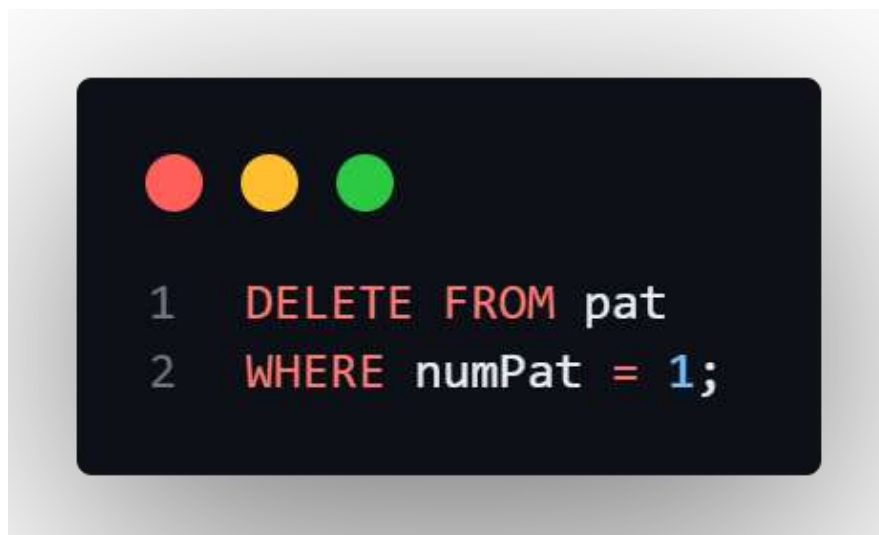 1 DELETE FROM pat
2 WHERE numPat = 1;